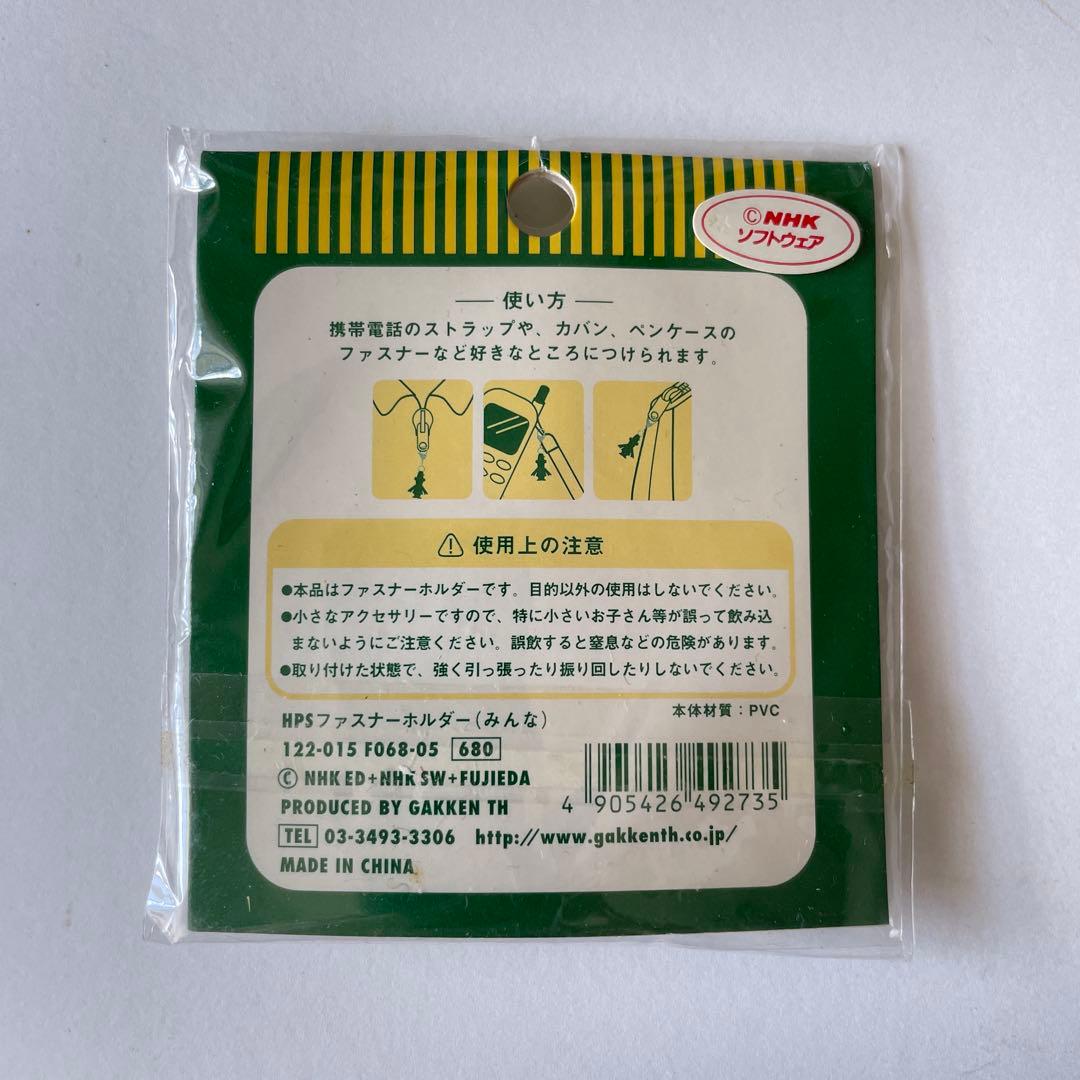 ©NHK
ソフトウェア
使い方
携帯電話のストラップや、カバン、ペンケースの
ファスナーなど好きなところにつけられます。
使用上の注意
●本品はファスナーホルダーです。目的以外の使用はしないでください。
●小さなアクセサリーですので、特に小さいお子さん等が誤って飲み込
まないようにご注意ください。誤飲すると窒息などの危険があります。
●取り付けた状態で、強く引っ張ったり振り回したりしないでください。
本体材質：PVC
HPSファスナーホルダー(みんな)
122-015 F068-05 680
© NHK ED+NHK SW+FUJIEDA
PRODUCED BY GAKKEN TH
4 905426 492735
TEL 03-3493-3306 http://www.gakkenth.co.jp/
MADE IN CHINA